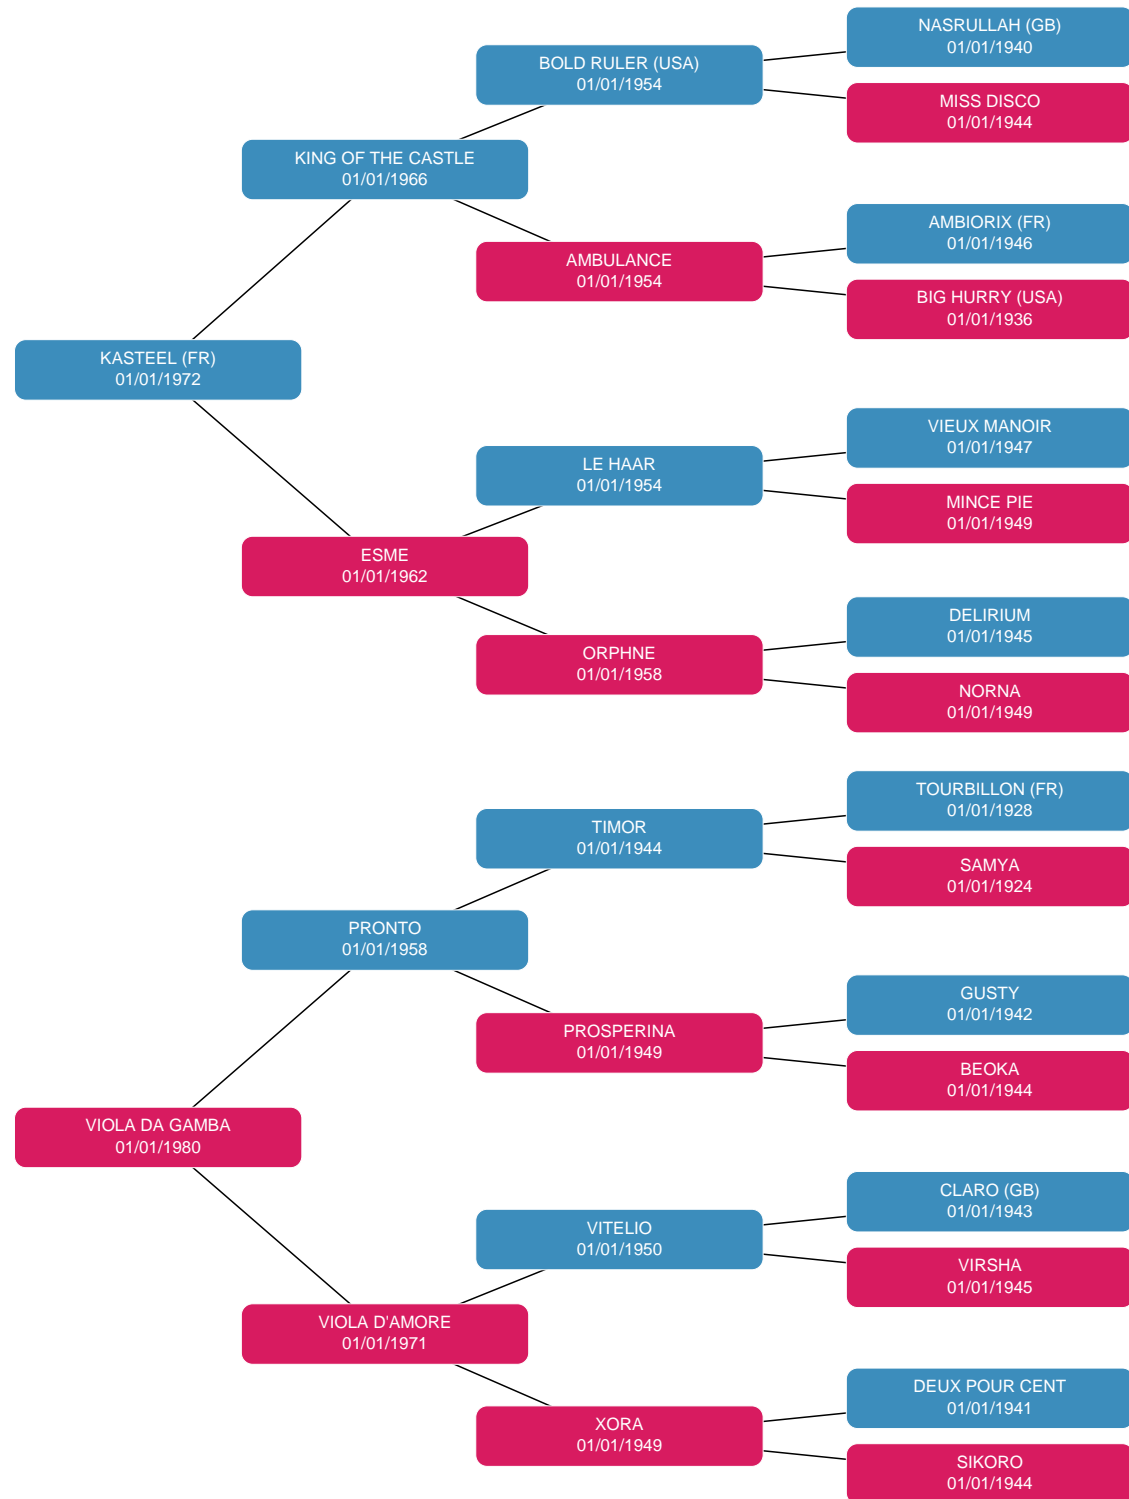 NASRULLAH (GB)
01/01/1940
BOLD RULER (USA)
01/01/1954
MISS DISCO
01/01/1944
KING OF THE CASTLE
01/01/1966
AMBIORIX (FR)
01/01/1946
AMBULANCE
01/01/1954
BIG HURRY (USA)
01/01/1936
KASTEEL (FR)
01/01/1972
VIEUX MANOIR
01/01/1947
LE HAAR
01/01/1954
MINCE PIE
01/01/1949
ESME
01/01/1962
DELIRIUM
01/01/1945
ORPHNE
01/01/1958
NORNA
01/01/1949
TOURBILLON (FR)
01/01/1928
TIMOR
01/01/1944
SAMYA
01/01/1924
PRONTO
01/01/1958
GUSTY
01/01/1942
PROSPERINA
01/01/1949
BEOKA
01/01/1944
VIOLA DA GAMBA
01/01/1980
CLARO (GB)
01/01/1943
VITELIO
01/01/1950
VIRSHA
01/01/1945
VIOLA D'AMORE
01/01/1971
DEUX POUR CENT
01/01/1941
XORA
01/01/1949
SIKORO
01/01/1944